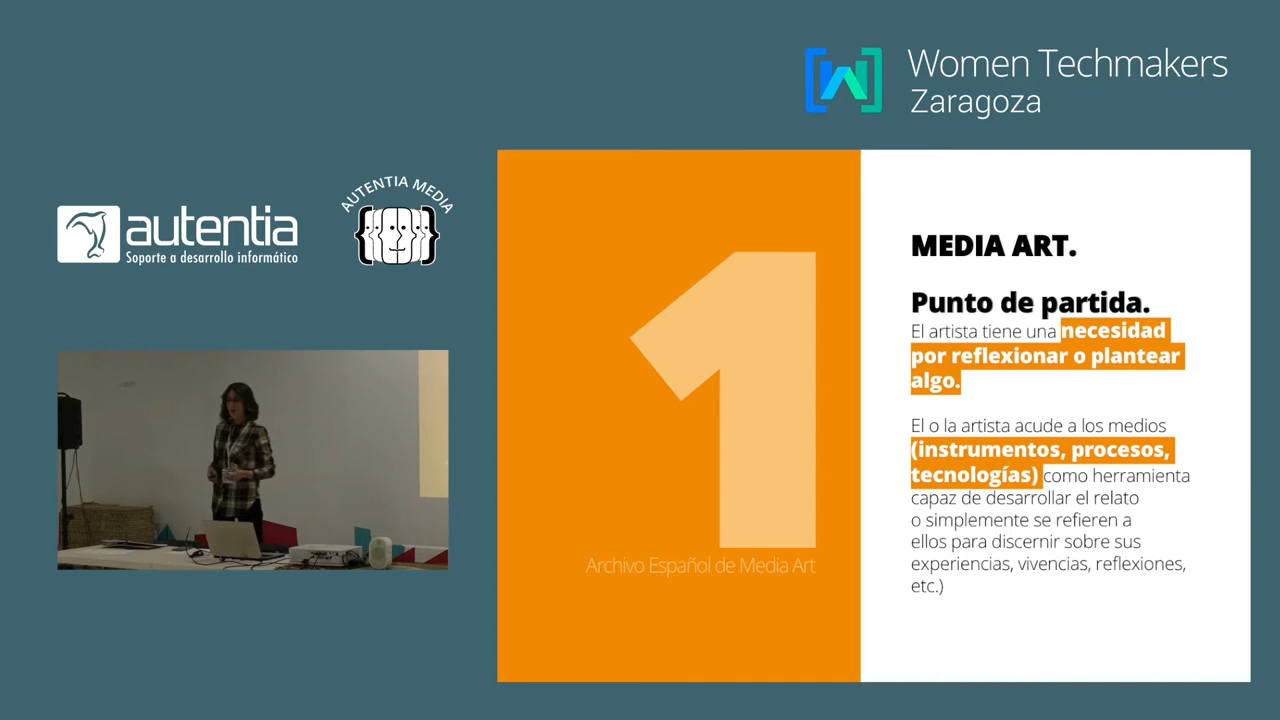 Women Techmakers
Zaragoza
autentia
Soporte a desarrollo informático
AUTENTIA MEDIA
1
Archivo Español de Media Art
MEDIA ART.
Punto de partida.
El artista tiene una necesidad
por reflexionar o plantear
algo.
El o la artista acude a los medios
(instrumentos, procesos,
tecnologías) como herramienta
capaz de desarrollar el relato
o simplemente se refieren a
ellos para discernir sobre sus
experiencias, vivencias, reflexiones,
etc.)